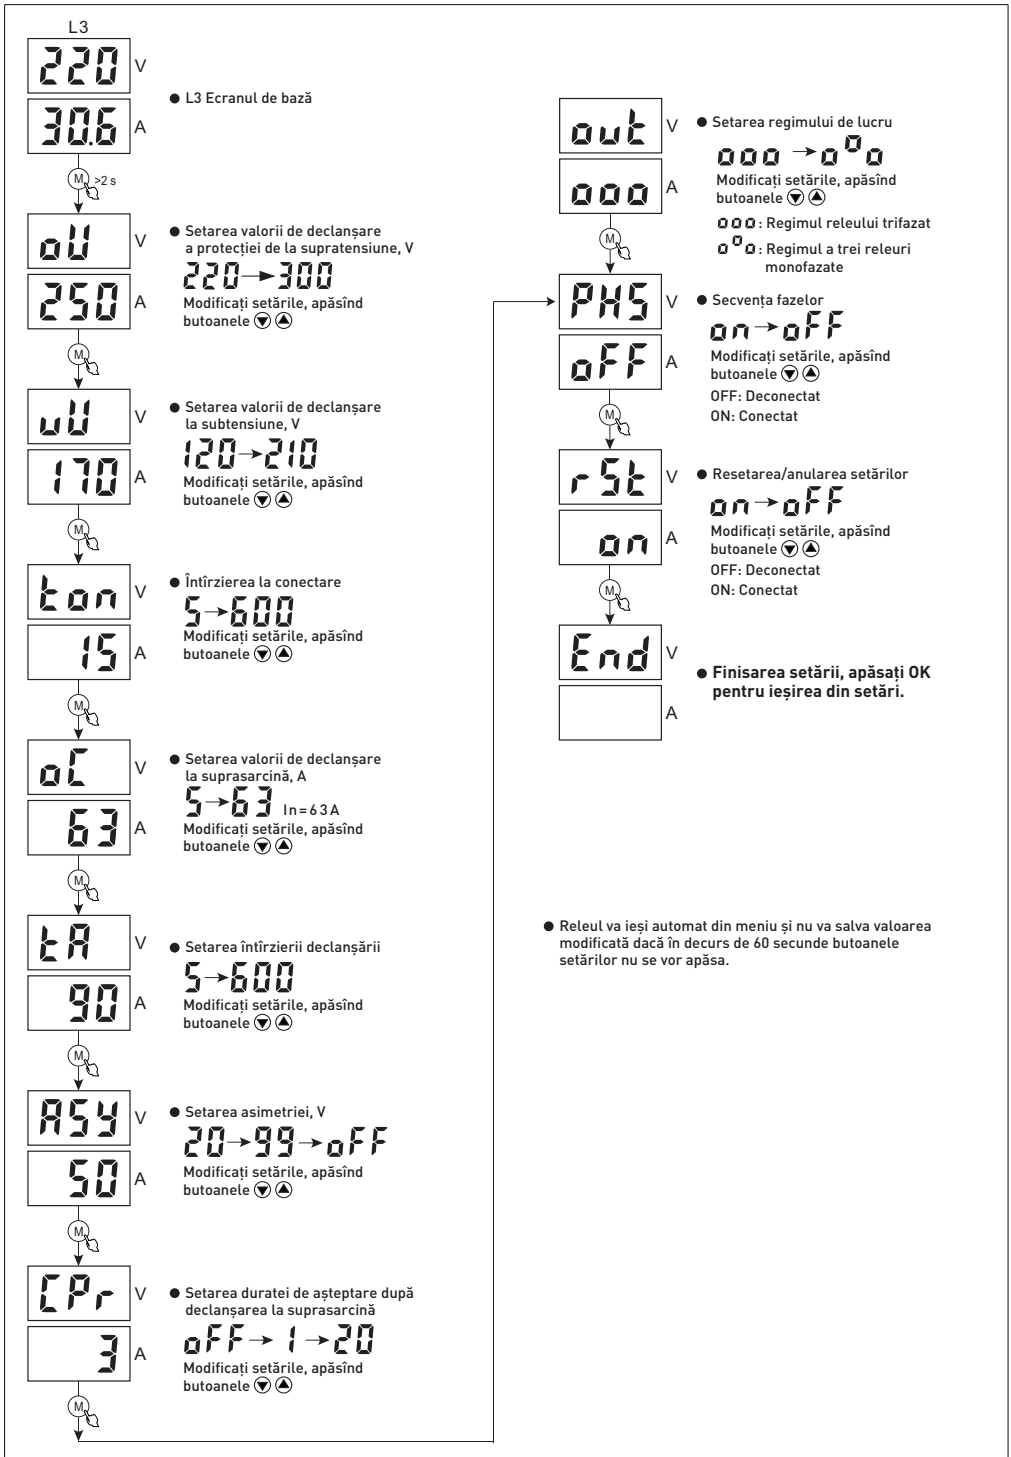 L3
220 V
30.6 A
● L3 Ecranul de bază
M >2 s
oU V
250 A
● Setarea valorii de declanșare
a protecției de la supratensiune, V
220→300
Modificați setările, apăsînd
butoanele ▼ ▲
M
uU V
170 A
● Setarea valorii de declanșare
la subtensiune, V
120→210
Modificați setările, apăsînd
butoanele ▼ ▲
M
ton V
15 A
● Întîrzierea la conectare
5→600
Modificați setările, apăsînd
butoanele ▼ ▲
M
oC V
63 A
● Setarea valorii de declanșare
la suprasarcină, A
5→63 In=63A
Modificați setările, apăsînd
butoanele ▼ ▲
M
tA V
90 A
● Setarea întîrzierii declanșării
5→600
Modificați setările, apăsînd
butoanele ▼ ▲
M
ASY V
50 A
● Setarea asimetriei, V
20→99→oFF
Modificați setările, apăsînd
butoanele ▼ ▲
M
CPr V
3 A
● Setarea duratei de așteptare după
declanșarea la suprasarcină
oFF→1→20
Modificați setările, apăsînd
butoanele ▼ ▲
M
out V
ooo A
● Setarea regimului de lucru
ooo→ooo
Modificați setările, apăsînd
butoanele ▼ ▲
ooo: Regimul releului trifazat
ooo: Regimul a trei releuri
monofazate
M
PHS V
oFF A
● Secvența fazelor
on→oFF
Modificați setările, apăsînd
butoanele ▼ ▲
OFF: Deconectat
ON: Conectat
M
rSt V
on A
● Resetarea/anularea setărilor
on→oFF
Modificați setările, apăsînd
butoanele ▼ ▲
OFF: Deconectat
ON: Conectat
M
End V
A
● Finisarea setării, apăsați OK
pentru ieșirea din setări.
● Releul va ieși automat din meniu și nu va salva valoarea
modificată dacă în decurs de 60 secunde butoanele
setărilor nu se vor apăsa.